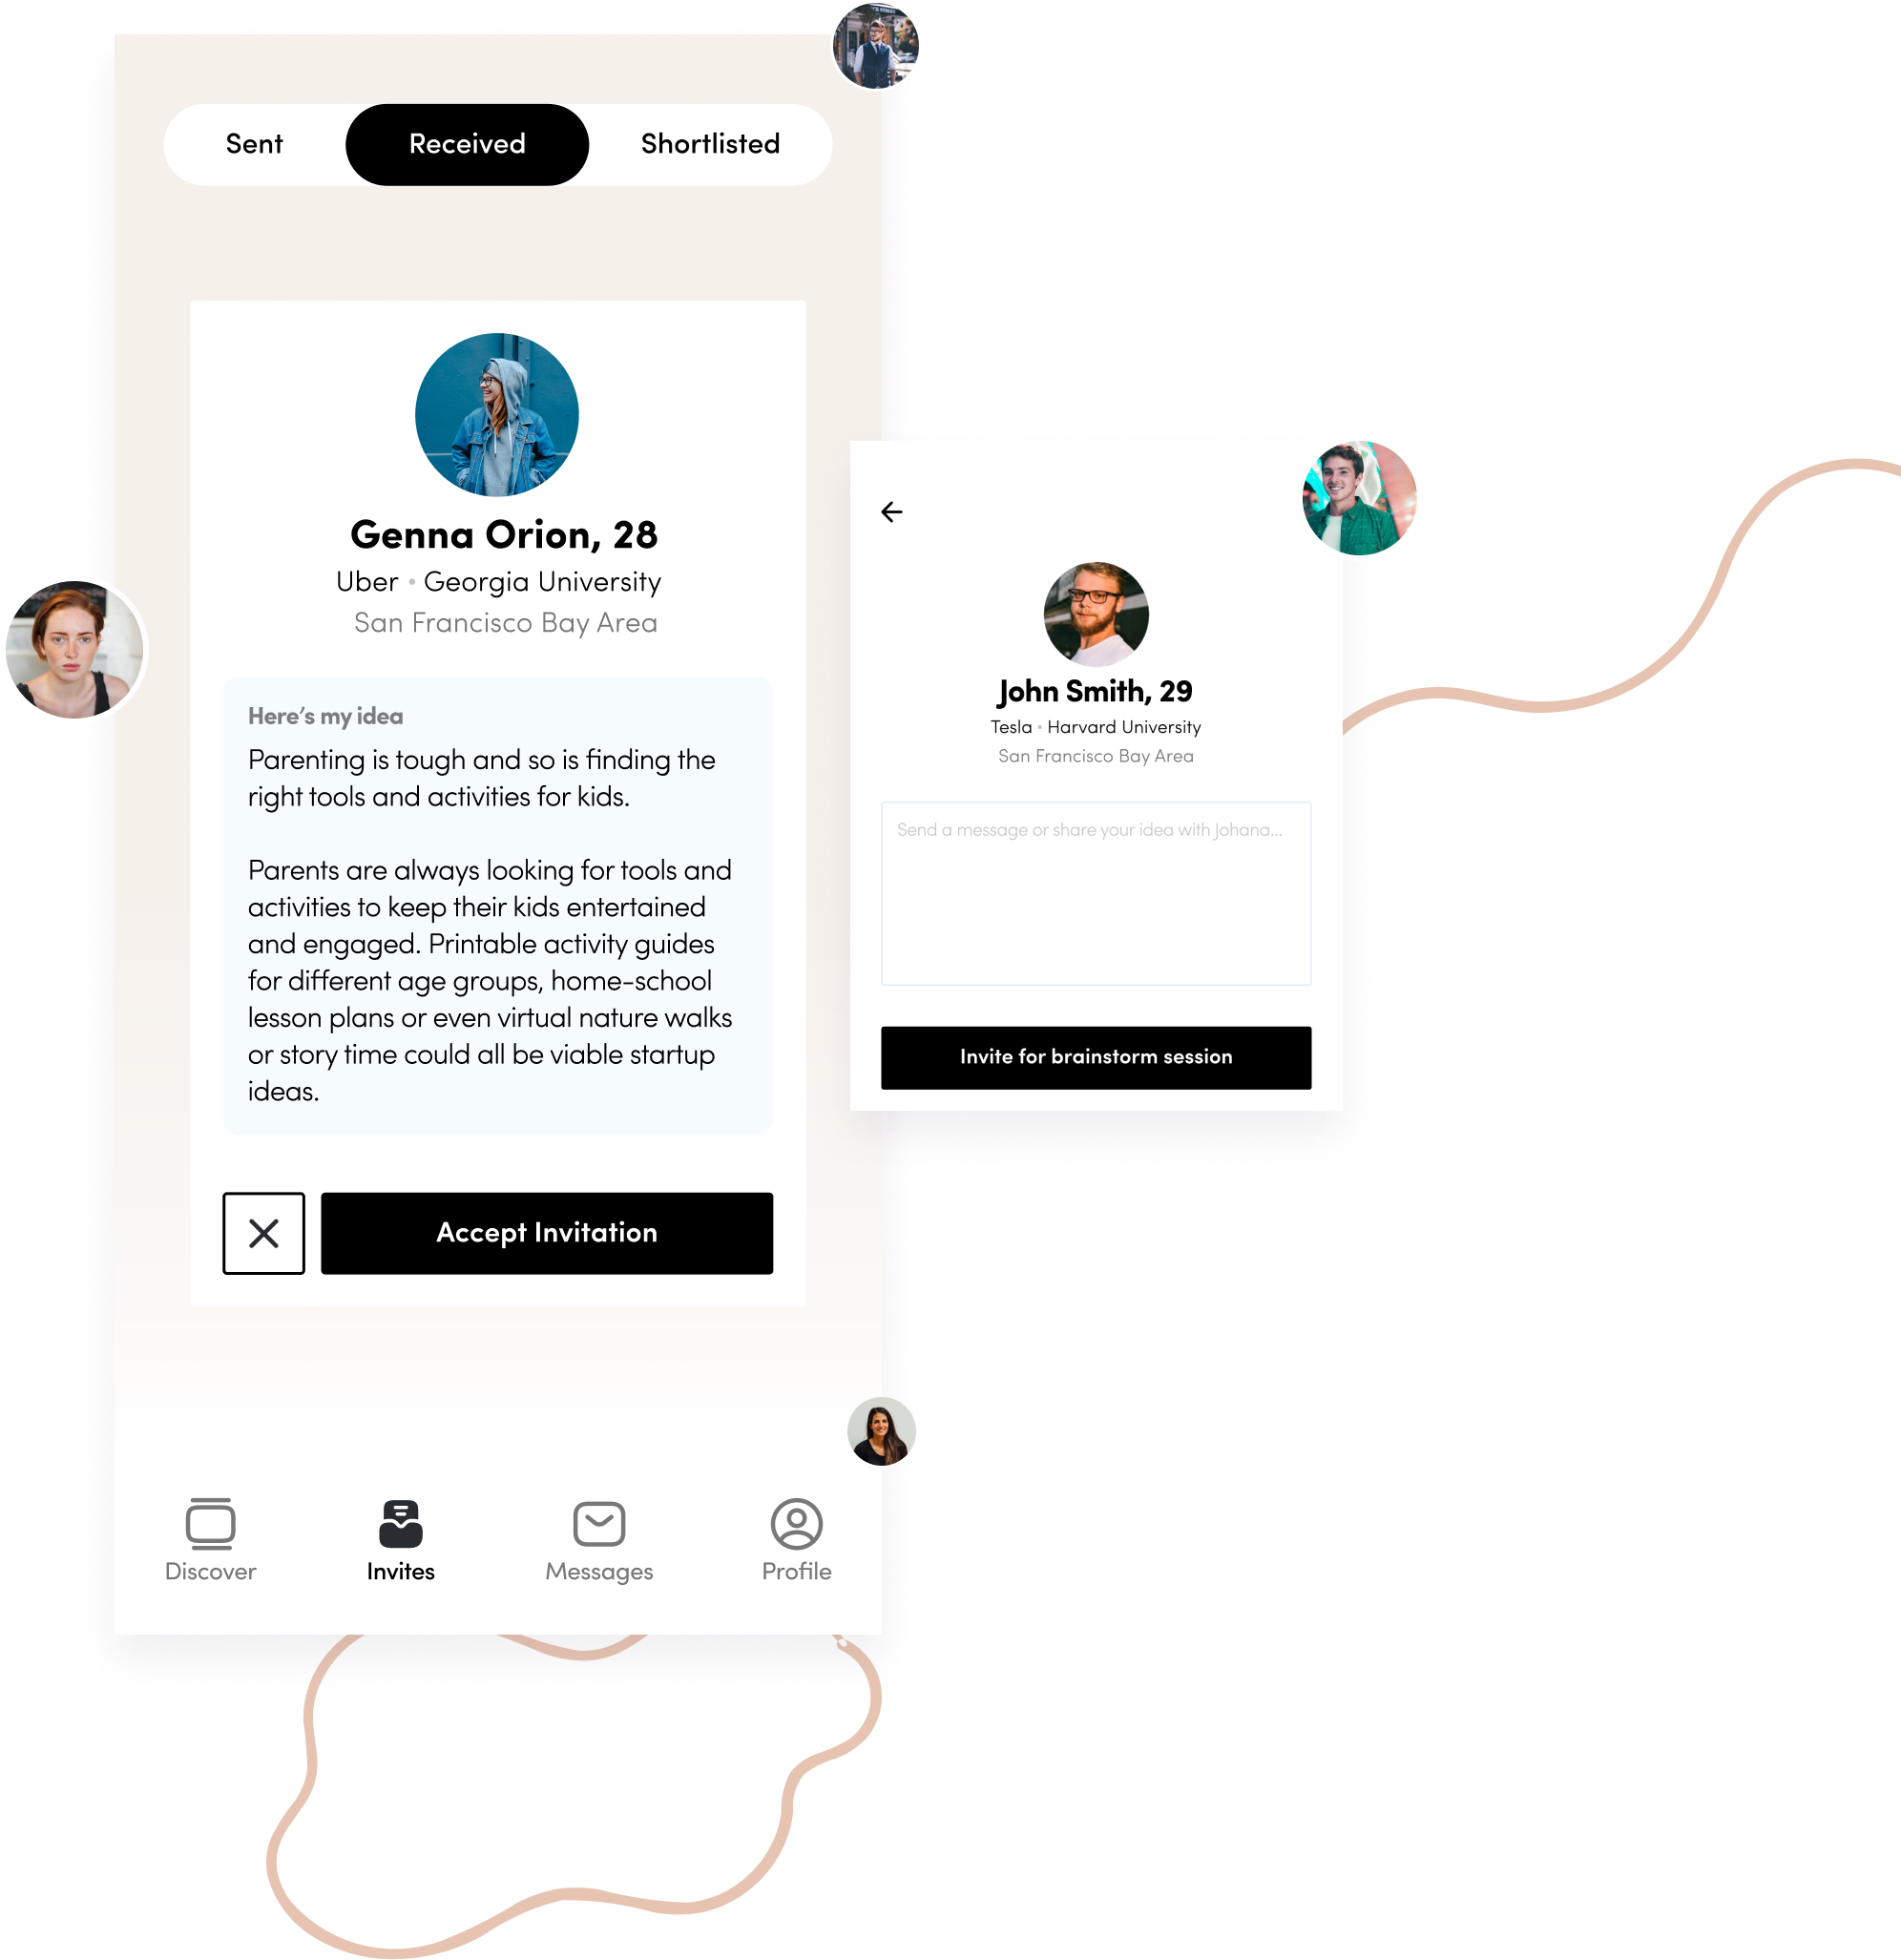 Sent
Received
Shortlisted
Genna Orion, 28
Uber • Georgia University
San Francisco Bay Area
Here’s my idea
Parenting is tough and so is finding the
right tools and activities for kids.
Parents are always looking for tools and
activities to keep their kids entertained
and engaged. Printable activity guides
for different age groups, home-school
lesson plans or even virtual nature walks
or story time could all be viable startup
ideas.
Accept Invitation
Discover
Invites
Messages
Profile
John Smith, 29
Tesla • Harvard University
San Francisco Bay Area
Send a message or share your idea with Johana...
Invite for brainstorm session